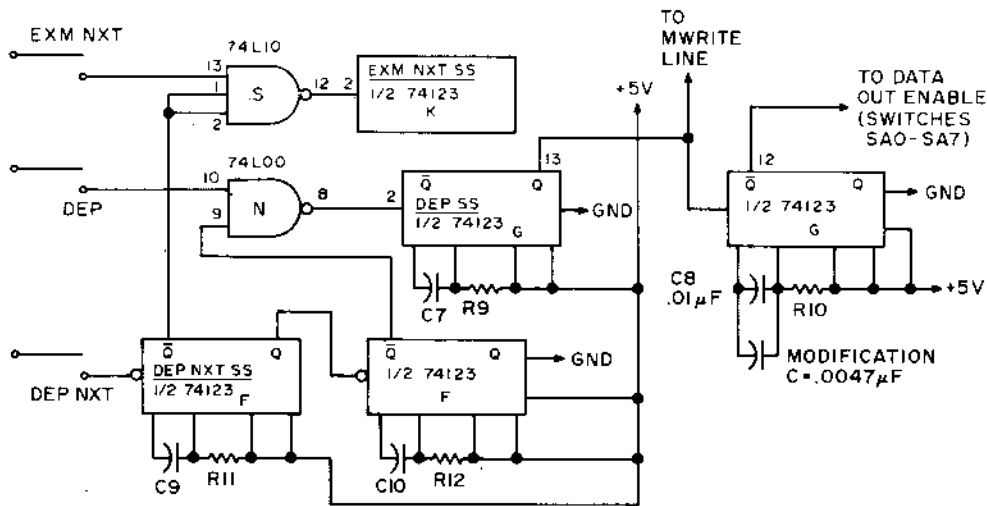 EXM NXT
74L10
13
1
2
S
12
2
EXM NXT SS
1/2 74123
K
TO
MWRITE
LINE
+5V
TO DATA
OUT ENABLE
(SWITCHES
SA0-SA7)
DEP
74L00
10
9
N
8
2
Q̅
Q
13
DEP SS
1/2 74123
G
GND
C7
R9
12
Q̅
Q
1/2 74123
G
GND
C8
.01µF
R10
+5V
MODIFICATION
C=.0047µF
DEP NXT
Q̅
Q
DEP NXT SS
1/2 74123
F
C9
R11
Q̅
Q
1/2 74123
F
GND
C10
R12